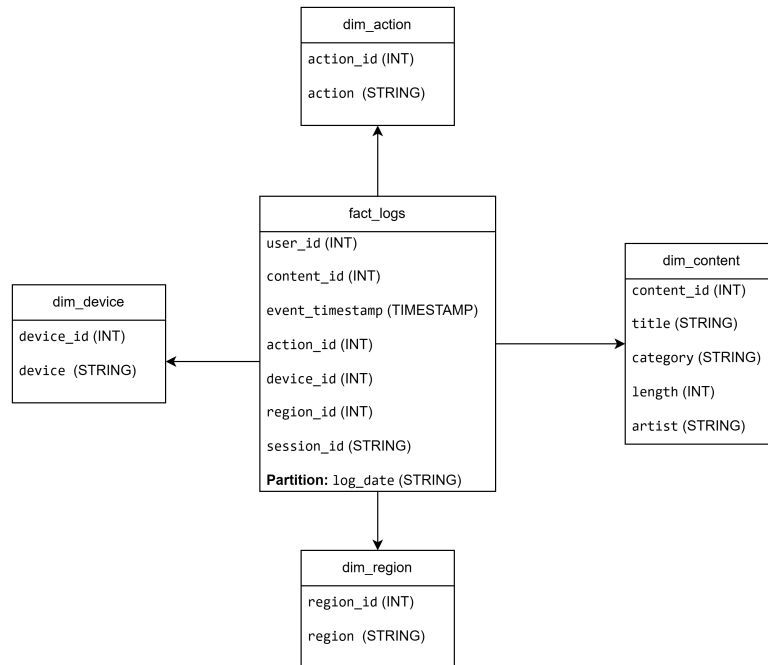 dim_action
action_id (INT)
action (STRING)
fact_logs
user_id (INT)
content_id (INT)
event_timestamp (TIMESTAMP)
action_id (INT)
device_id (INT)
region_id (INT)
session_id (STRING)
Partition: log_date (STRING)
dim_device
device_id (INT)
device (STRING)
dim_content
content_id (INT)
title (STRING)
category (STRING)
length (INT)
artist (STRING)
dim_region
region_id (INT)
region (STRING)